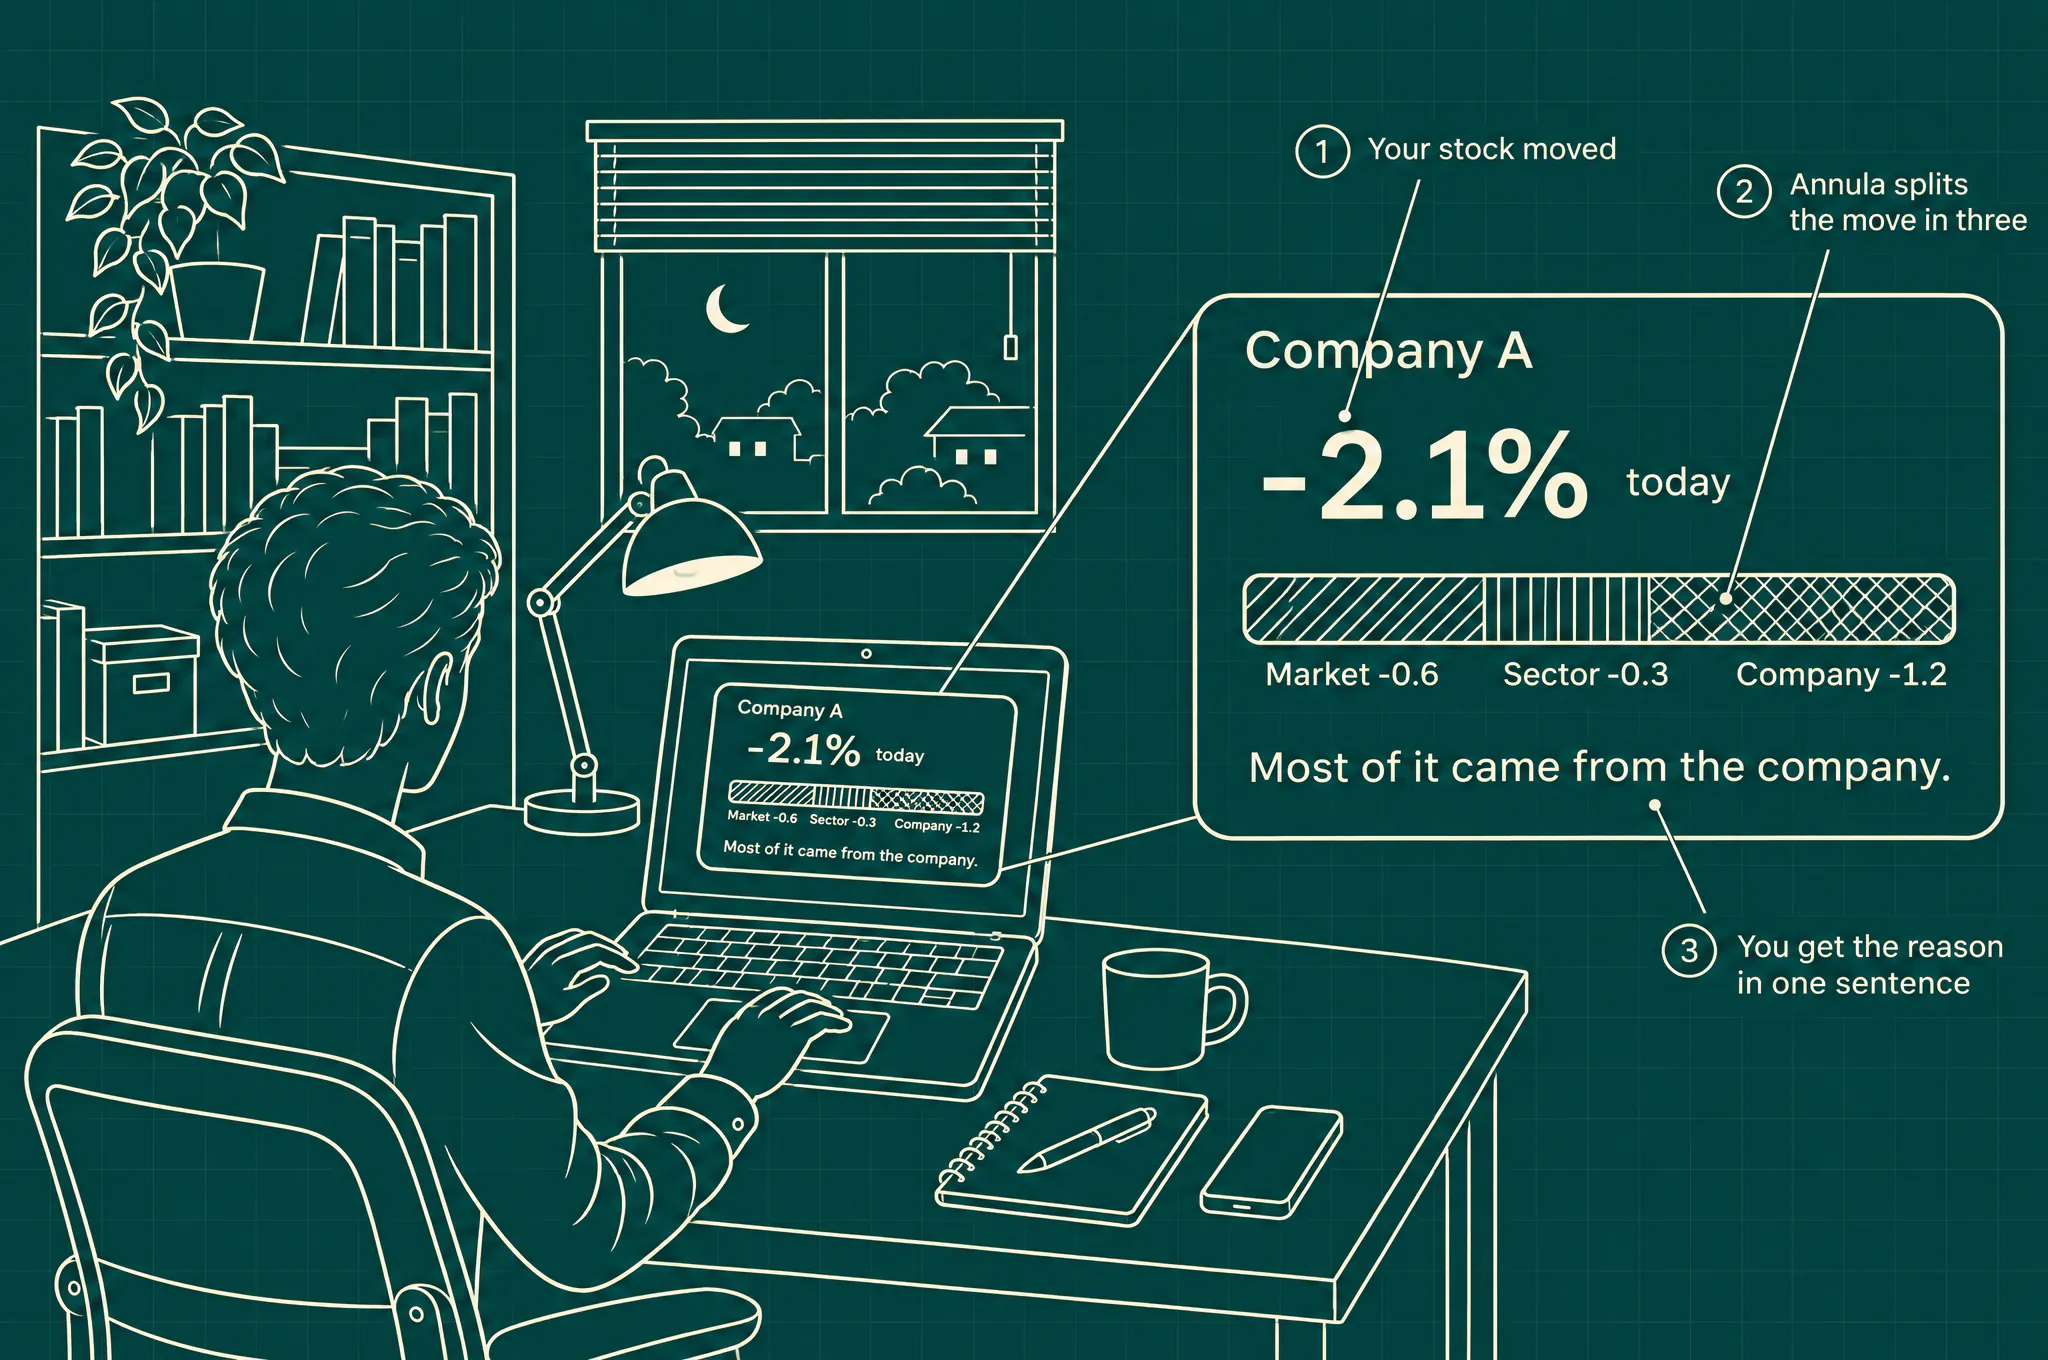 1 Your stock moved
2 Annula splits
the move in three
Company A
-2.1% today
Market -0.6 Sector -0.3 Company -1.2
Most of it came from the company.
3 You get the reason
in one sentence
Company A
-2.1% today
Market -0.6 Sector -0.3 Company -1.2
Most of it came from the company.